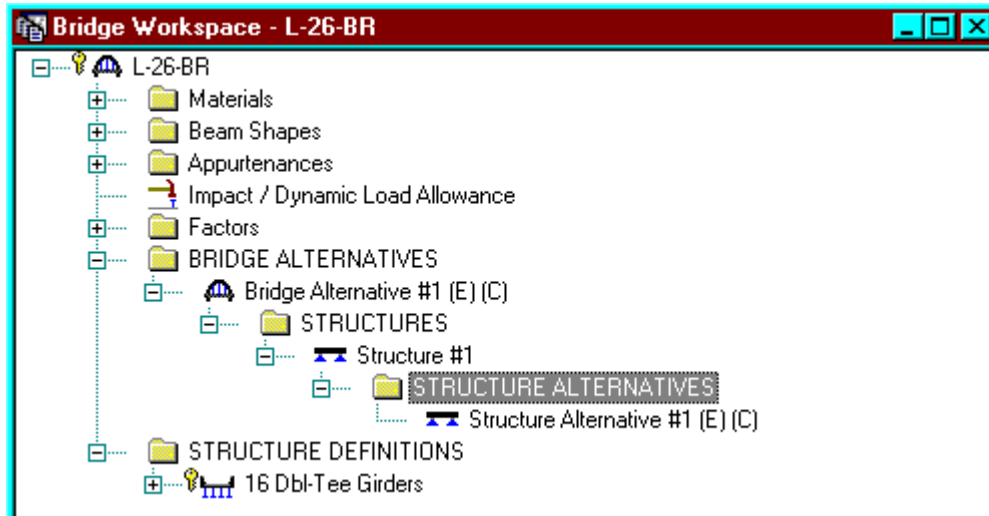 Bridge Workspace - L-26-BR
L-26-BR
Materials
Beam Shapes
Appurtenances
Impact / Dynamic Load Allowance
Factors
BRIDGE ALTERNATIVES
Bridge Alternative #1 (E) (C)
STRUCTURES
Structure #1
STRUCTURE ALTERNATIVES
Structure Alternative #1 (E) (C)
STRUCTURE DEFINITIONS
16 Dbl-Tee Girders